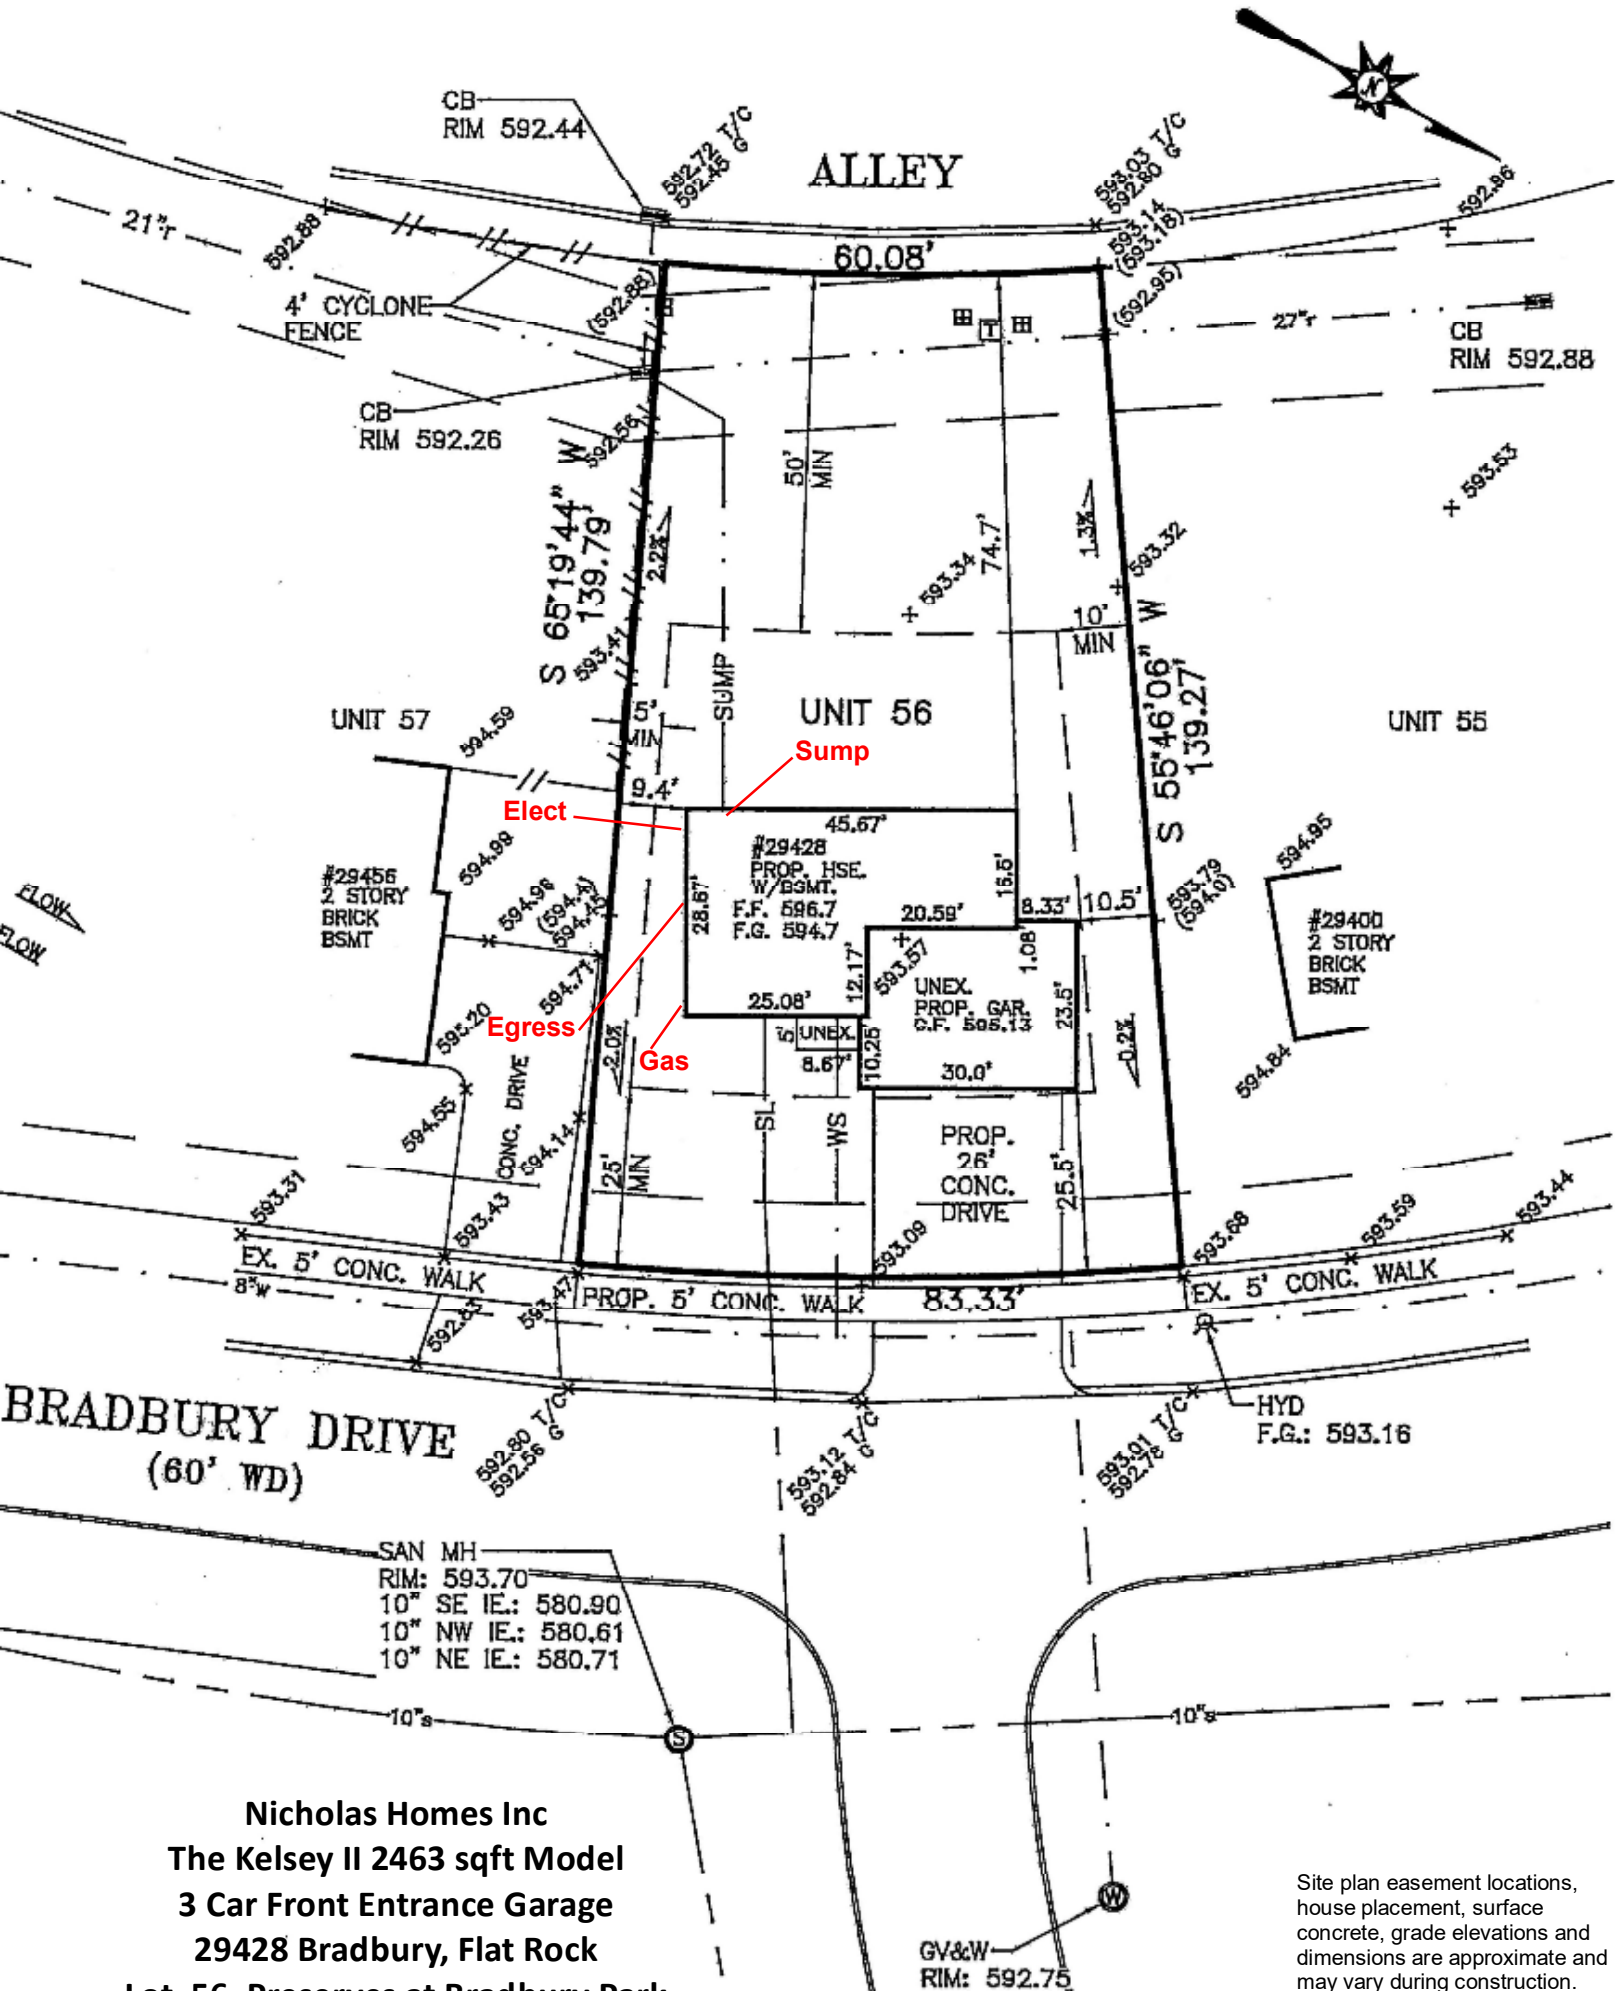 N
CB
RIM 592.44
592.72 T/C
592.45 G
ALLEY
593.03 T/C
592.80 G
593.14
(593.18)
592.96
21"r
592.88
60.08'
(592.88)
(592.95)
4' CYCLONE
FENCE
27"r
CB
RIM 592.88
T
CB
RIM 592.26
592.56
50'
MIN
593.53
S 65°19'44" W
139.79'
2.2%
74.7'
1.3%
593.34
593.32
10'
MIN
593.41
SUMP
S 55°46'06" W
139.27'
UNIT 57
594.59
5'
MIN
UNIT 56
UNIT 55
Sump
9.4'
Elect
45.67'
#29428
PROP. HSE.
W/BSMT.
F.F. 596.7
F.G. 594.7
28.67'
15.5'
594.99
#29456
2 STORY
BRICK
BSMT
594.98
(594.4)
594.45
20.59'
8.33'
10.5'
593.79
(594.0)
594.95
#29400
2 STORY
BRICK
BSMT
FLOW
FLOW
594.71
12.17'
593.57
1.08'
UNEX.
PROP. GAR.
G.F. 595.13
23.5'
25.08'
595.20
Egress
5'
UNEX.
8.67'
10.25'
30.0'
2.0%
Gas
0.2%
594.84
594.55
CONC. DRIVE
594.14
25'
MIN
SL
WS
PROP.
26'
CONC.
DRIVE
25.5'
593.31
593.43
593.09
593.68
593.59
593.44
EX. 5' CONC. WALK
8"w
593.47
PROP. 5' CONC. WALK
83.33'
EX. 5' CONC. WALK
592.83
BRADBURY DRIVE
(60' WD)
592.80 T/C
592.56 G
593.12 T/C
592.84 G
593.01 T/C
592.78 G
HYD
F.G.: 593.16
SAN MH
RIM: 593.70
10" SE IE.: 580.90
10" NW IE.: 580.61
10" NE IE.: 580.71
10"s
S
10"s
W
GV&W
RIM: 592.75
Nicholas Homes Inc
The Kelsey II 2463 sqft Model
3 Car Front Entrance Garage
29428 Bradbury, Flat Rock
Lot 56, Preserves at Bradbury Park
Site plan easement locations,
house placement, surface
concrete, grade elevations and
dimensions are approximate and
may vary during construction.